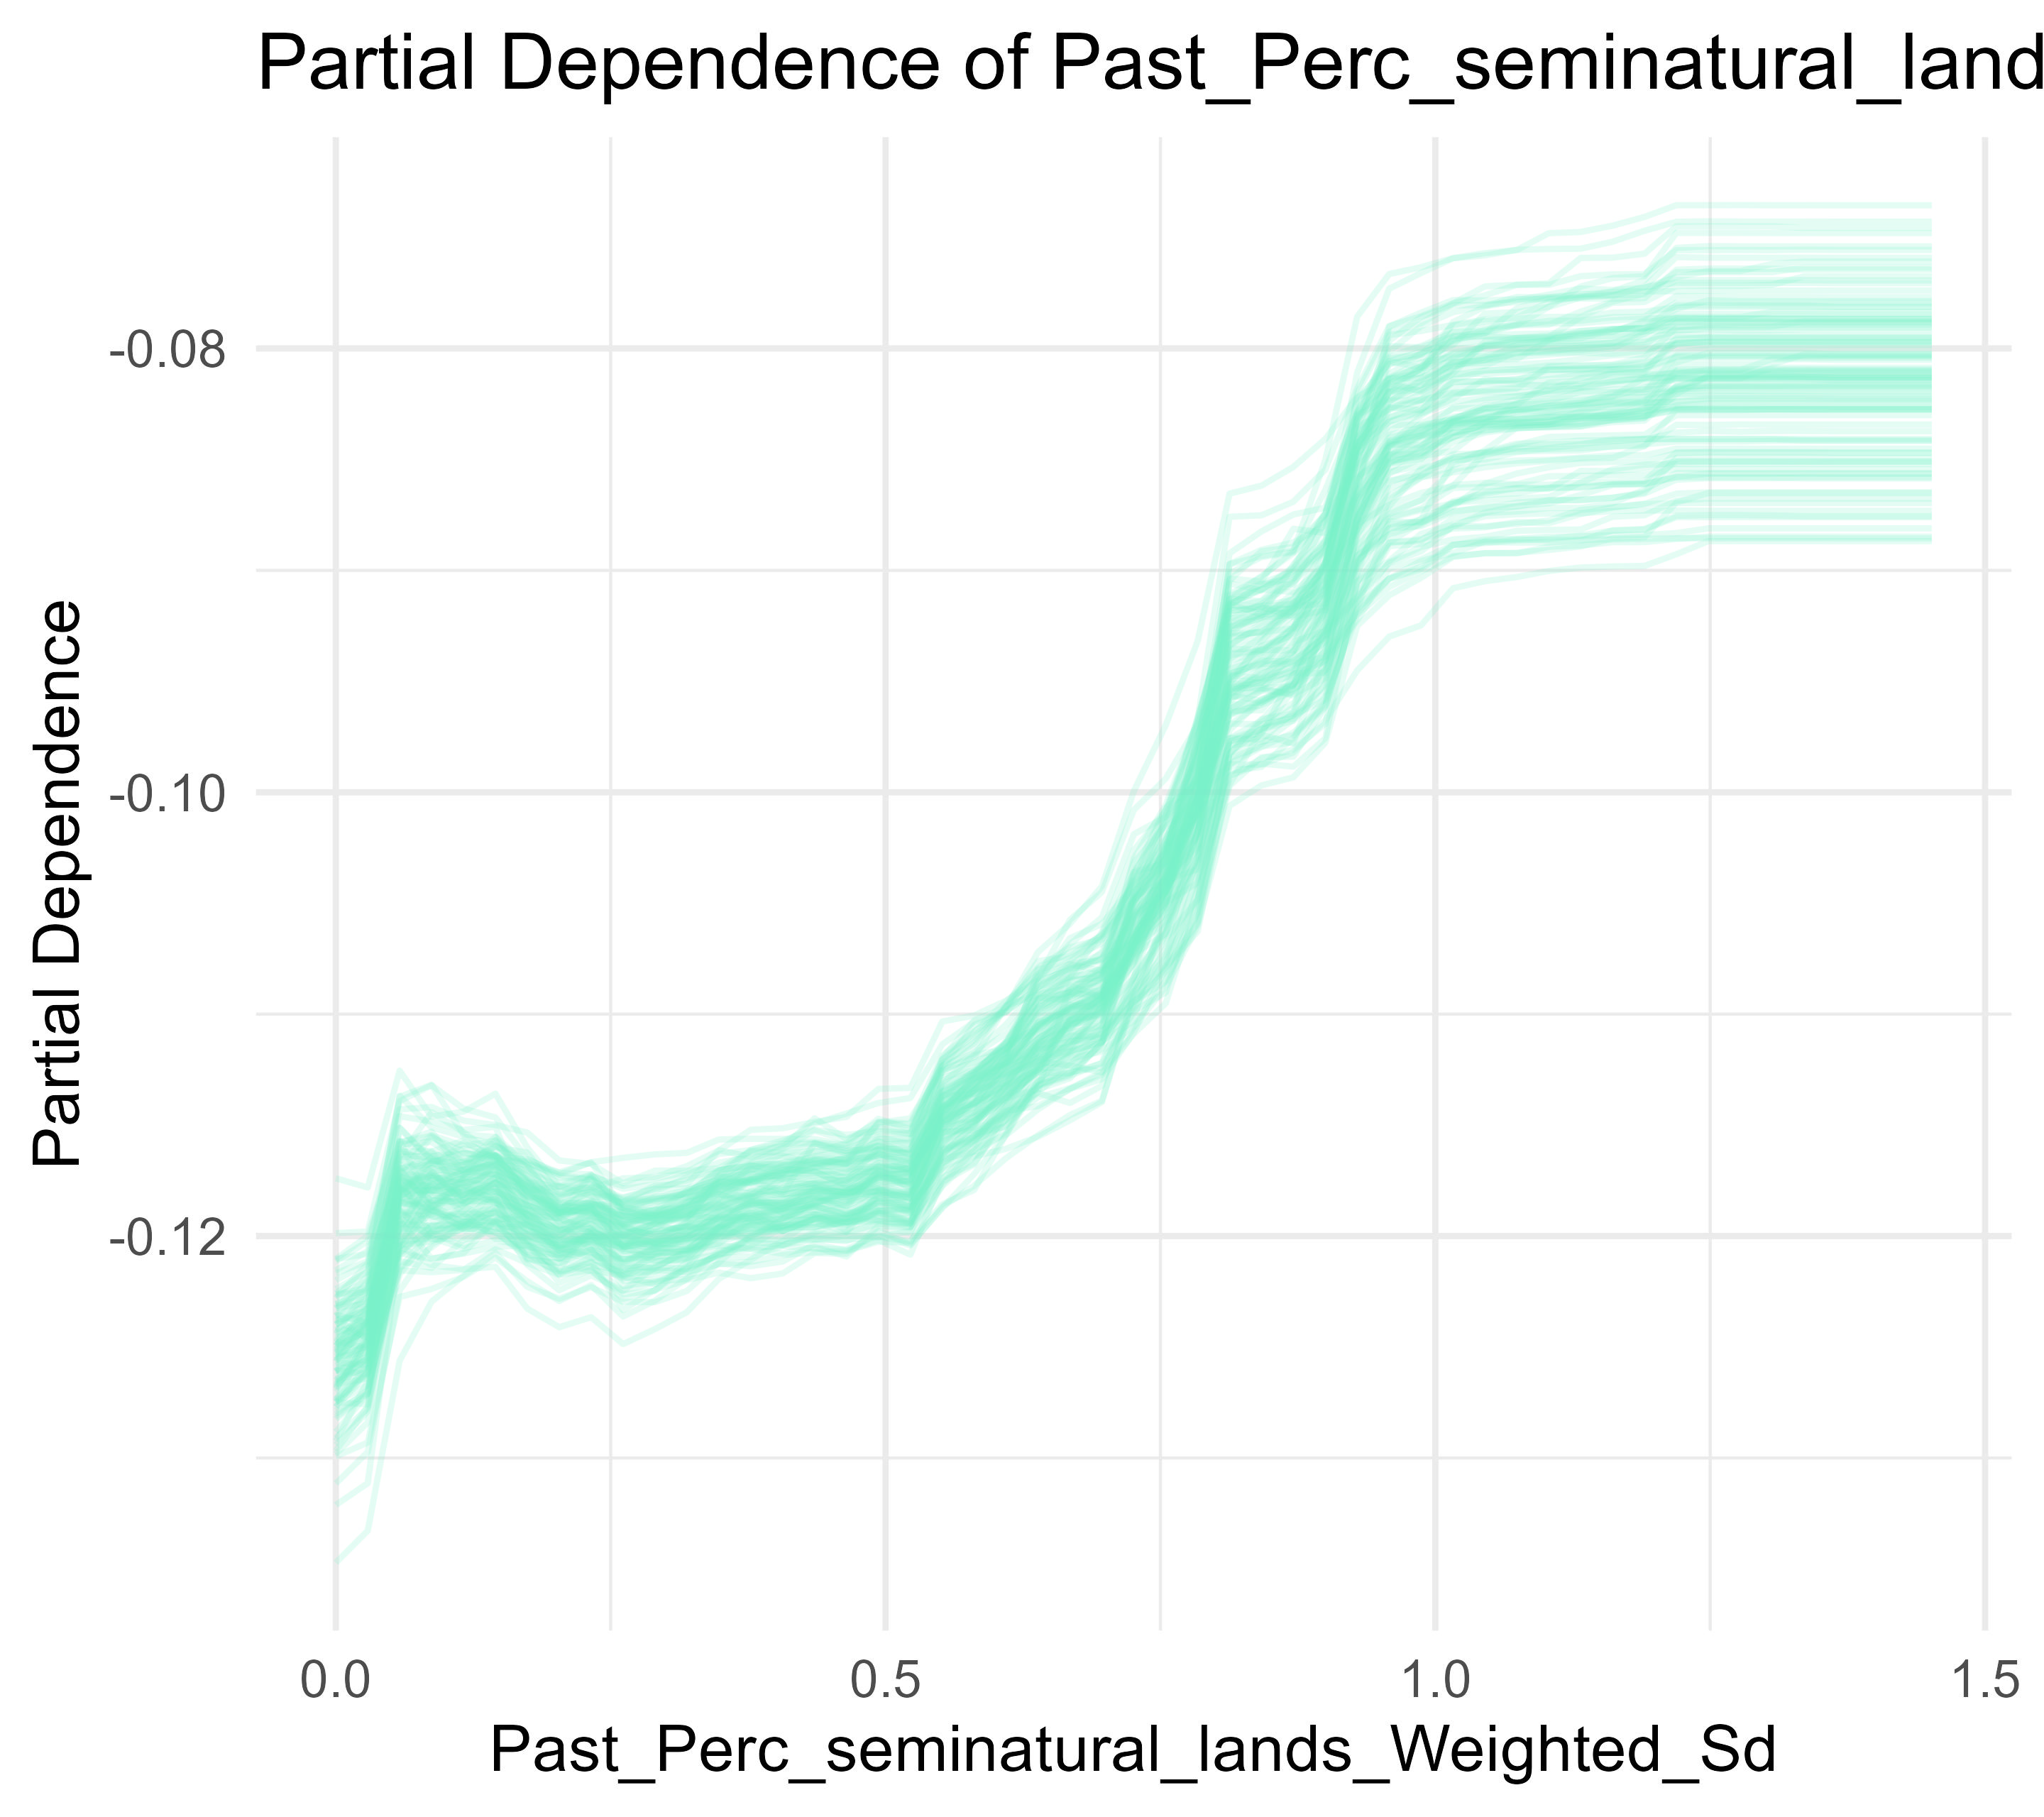 Partial Dependence of Past_Perc_seminatural_land
Partial Dependence
-0.08
-0.10
-0.12
0.0 0.5 1.0 1.5
Past_Perc_seminatural_lands_Weighted_Sd